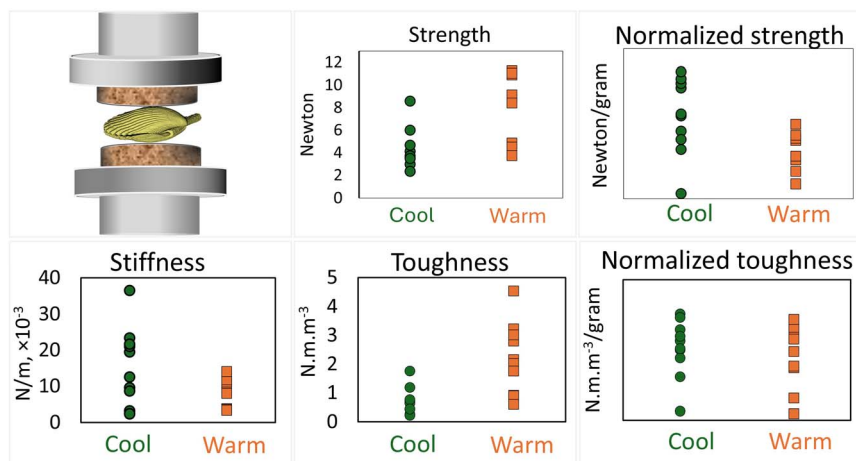 Strength
Newton
12
10
8
6
4
2
0
Cool
Warm
Normalized strength
Newton/gram
Cool
Warm
Stiffness
N/m, ×10⁻³
40
30
20
10
0
Cool
Warm
Toughness
N.m.m⁻³
5
4
3
2
1
0
Cool
Warm
Normalized toughness
N.m.m⁻³/gram
Cool
Warm